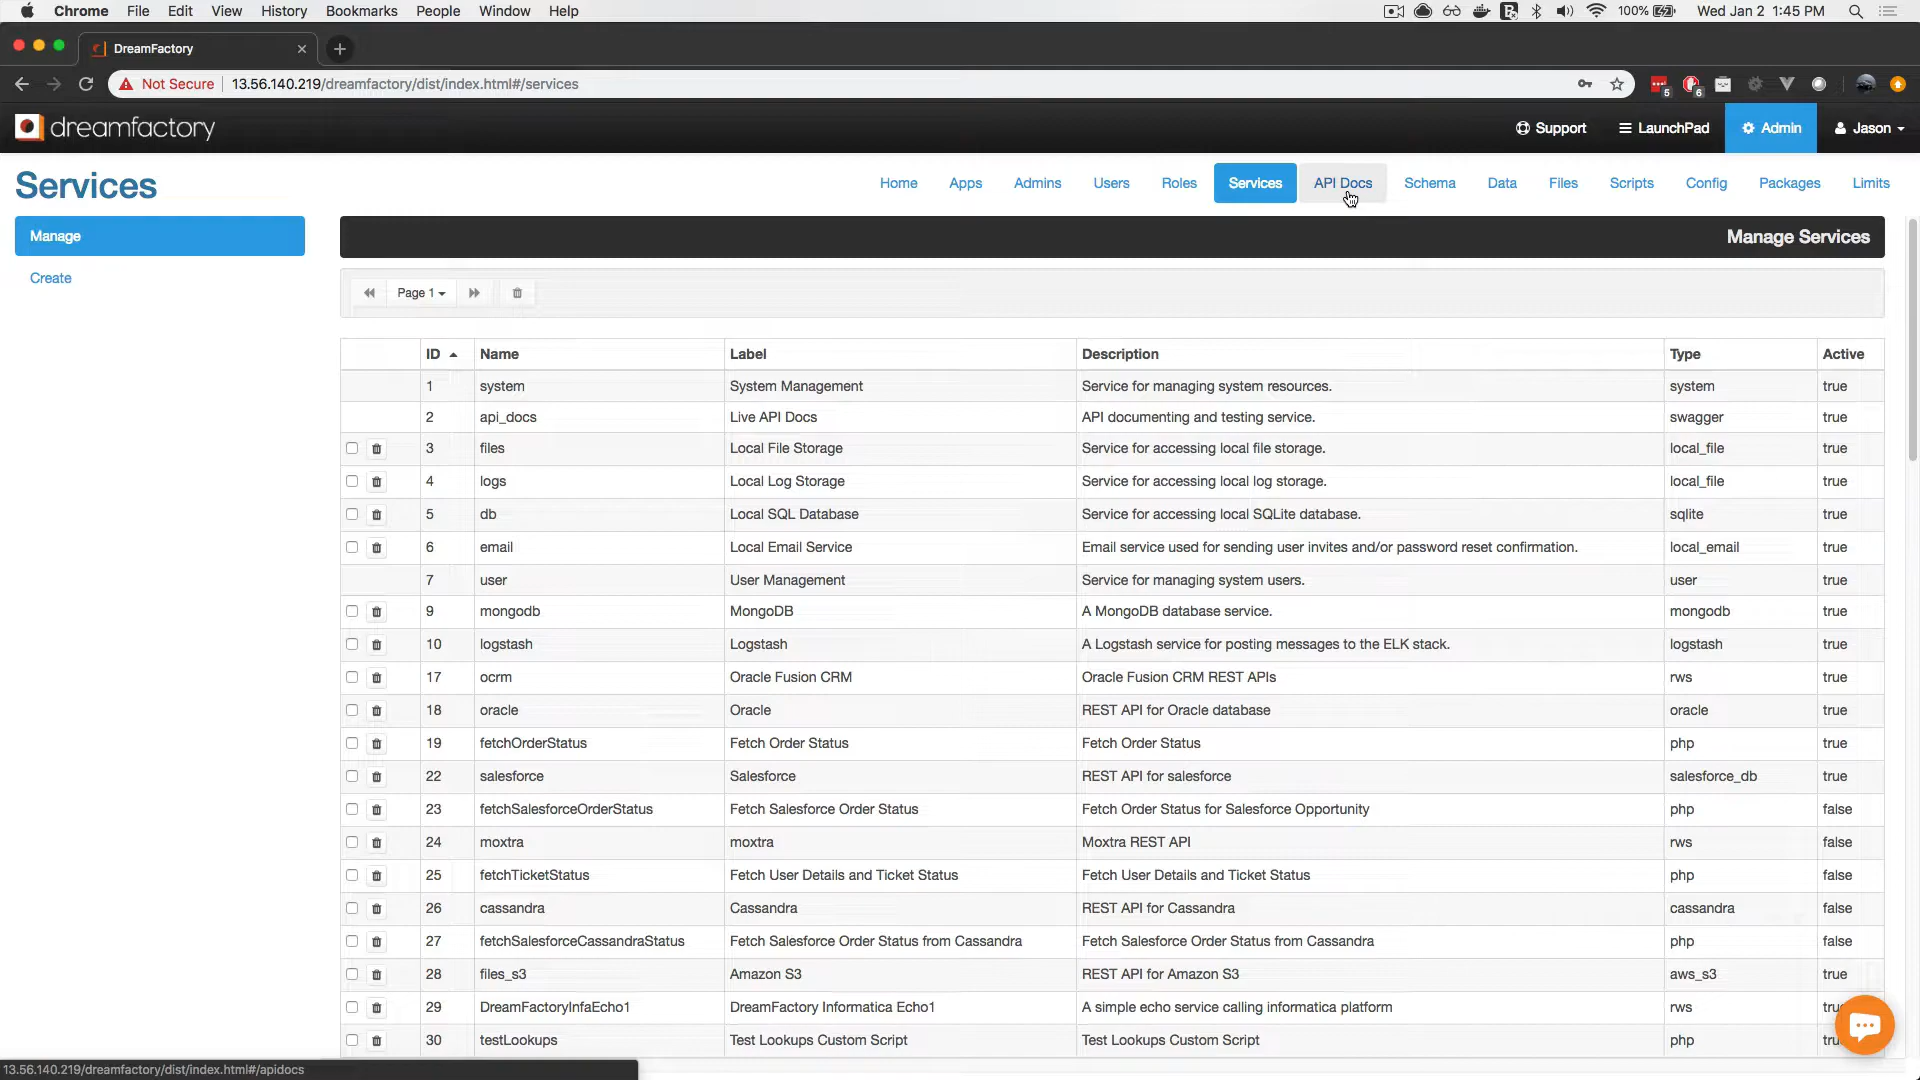 Chrome File Edit View History Bookmarks People Window Help 100% Wed Jan 2 1:45 PM
DreamFactory
Not Secure 13.56.140.219/dreamfactory/dist/index.html#/services 5 6
dreamfactory Support LaunchPad Admin Jason
Services Home Apps Admins Users Roles Services API Docs Schema Data Files Scripts Config Packages Limits
Manage
Create
Manage Services
Page 1
ID Name Label Description Type Active
1 system System Management Service for managing system resources. system true
2 api_docs Live API Docs API documenting and testing service. swagger true
3 files Local File Storage Service for accessing local file storage. local_file true
4 logs Local Log Storage Service for accessing local log storage. local_file true
5 db Local SQL Database Service for accessing local SQLite database. sqlite true
6 email Local Email Service Email service used for sending user invites and/or password reset confirmation. local_email true
7 user User Management Service for managing system users. user true
9 mongodb MongoDB A MongoDB database service. mongodb true
10 logstash Logstash A Logstash service for posting messages to the ELK stack. logstash true
17 ocrm Oracle Fusion CRM Oracle Fusion CRM REST APIs rws true
18 oracle Oracle REST API for Oracle database oracle true
19 fetchOrderStatus Fetch Order Status Fetch Order Status php true
22 salesforce Salesforce REST API for salesforce salesforce_db true
23 fetchSalesforceOrderStatus Fetch Salesforce Order Status Fetch Order Status for Salesforce Opportunity php false
24 moxtra moxtra Moxtra REST API rws false
25 fetchTicketStatus Fetch User Details and Ticket Status Fetch User Details and Ticket Status php false
26 cassandra Cassandra REST API for Cassandra cassandra false
27 fetchSalesforceCassandraStatus Fetch Salesforce Order Status from Cassandra Fetch Salesforce Order Status from Cassandra php false
28 files_s3 Amazon S3 REST API for Amazon S3 aws_s3 true
29 DreamFactoryInfaEcho1 DreamFactory Informatica Echo1 A simple echo service calling informatica platform rws
30 testLookups Test Lookups Custom Script Test Lookups Custom Script php
13.56.140.219/dreamfactory/dist/index.html#/apidocs